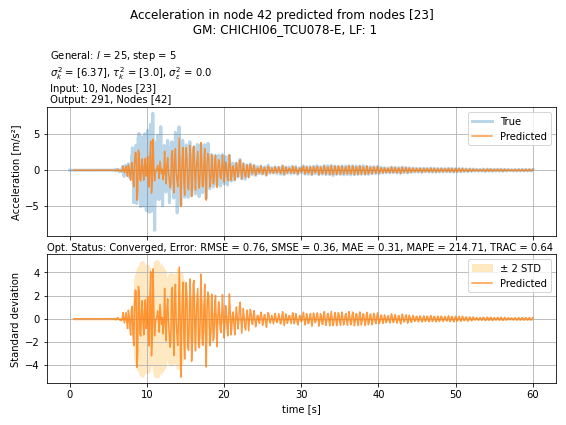 Acceleration in node 42 predicted from nodes [23]
GM: CHICHI06_TCU078-E, LF: 1
General: l = 25, step = 5
σ²ₖ = [6.37], τ²ₖ = [3.0], σ²ε = 0.0
Input: 10, Nodes [23]
Output: 291, Nodes [42]
Acceleration [m/s²]
5
0
−5
True
Predicted
Opt. Status: Converged, Error: RMSE = 0.76, SMSE = 0.36, MAE = 0.31, MAPE = 214.71, TRAC = 0.64
Standard deviation
4
2
0
−2
−4
± 2 STD
Predicted
0 10 20 30 40 50 60
time [s]